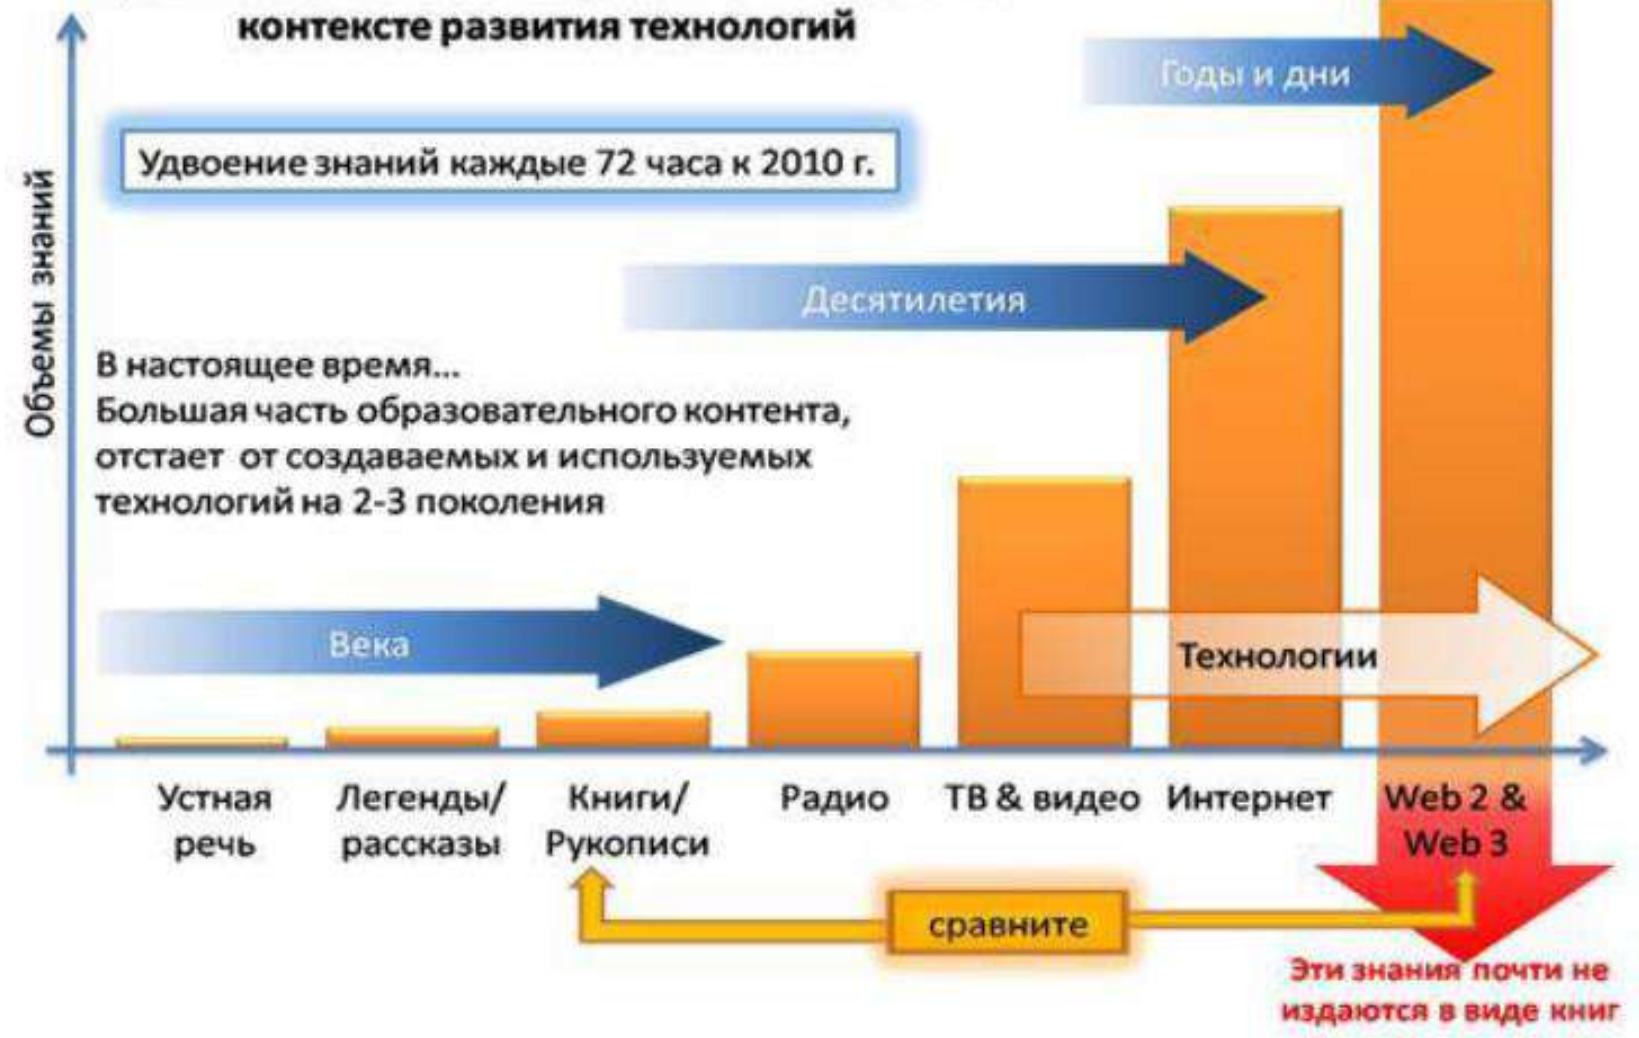 контексте развития технологий
Годы и дни
Удвоение знаний каждые 72 часа к 2010 г.
Объемы знаний
Десятилетия
В настоящее время...
Большая часть образовательного контента,
отстает от создаваемых и используемых
технологий на 2-3 поколения
Века
Технологии
Устная
речь
Легенды/
рассказы
Книги/
Рукописи
Радио
ТВ & видео
Интернет
Web 2 &
Web 3
сравните
Эти знания почти не
издаются в виде книг